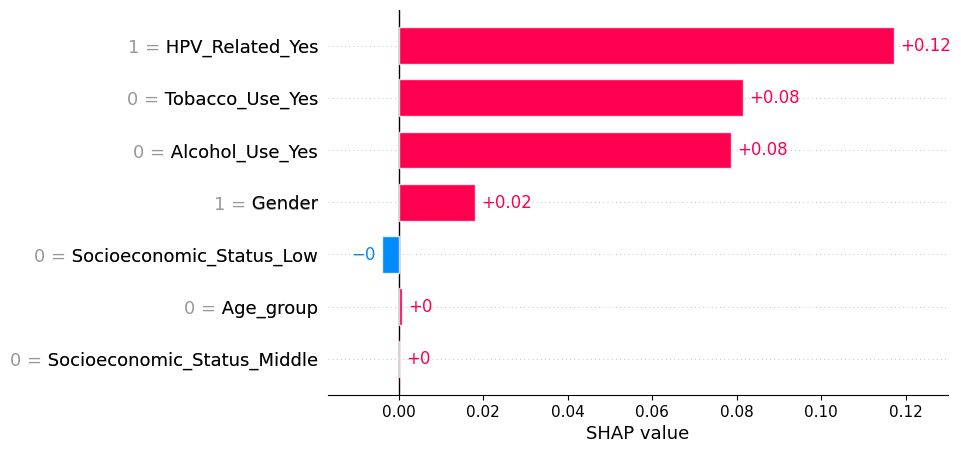 1 = HPV_Related_Yes +0.12
0 = Tobacco_Use_Yes +0.08
0 = Alcohol_Use_Yes +0.08
1 = Gender +0.02
0 = Socioeconomic_Status_Low −0
0 = Age_group +0
0 = Socioeconomic_Status_Middle +0
0.00 0.02 0.04 0.06 0.08 0.10 0.12
SHAP value